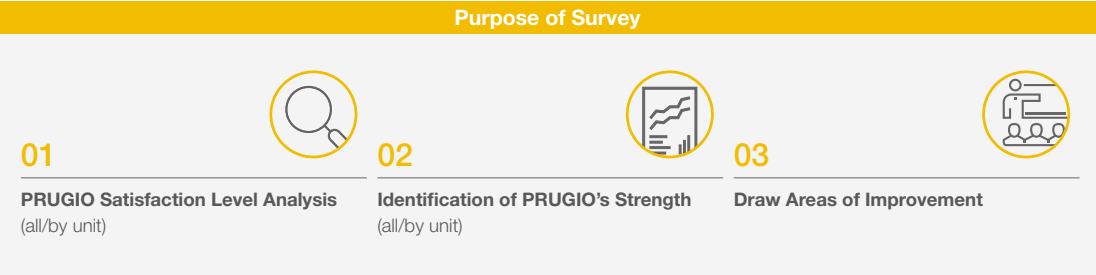 Purpose of Survey
01
PRUGIO Satisfaction Level Analysis
(all/by unit)
02
Identification of PRUGIO’s Strength
(all/by unit)
03
Draw Areas of Improvement